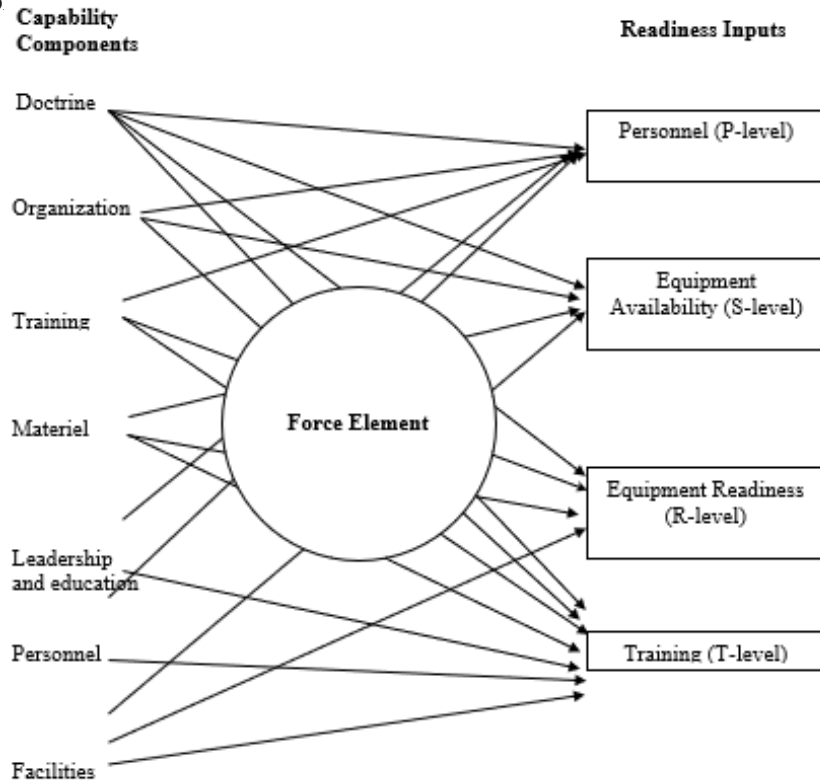 Capability
Components
Readiness Inputs
Doctrine
Personnel (P-level)
Organization
Equipment
Availability (S-level)
Training
Force Element
Materiel
Equipment Readiness
(R-level)
Leadership
and education
Personnel
Training (T-level)
Facilities